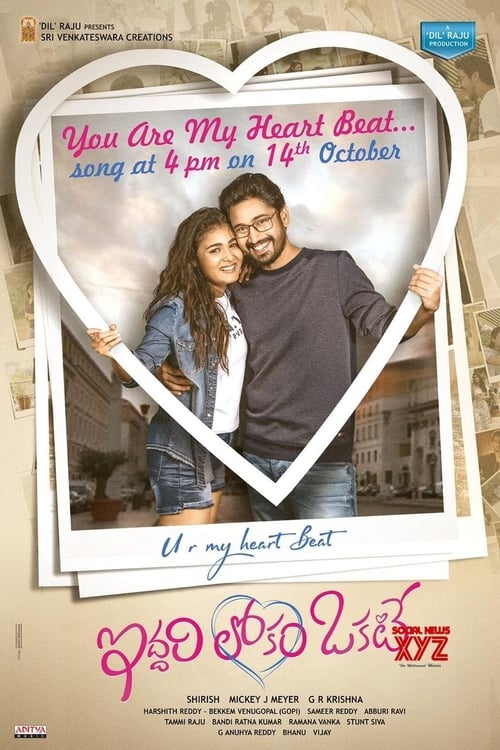 'DIL' RAJU PRESENTS
SRI VENKATESWARA CREATIONS
A
'DIL' RAJU
PRODUCTION
You Are My Heart Beat...
song at 4 pm on 14th October
U r my heart Beat
ఇద్దరి లోకం ఒకటే
SOCIAL NEWS
XYZ
SHIRISH MICKEY J MEYER G R KRISHNA
HARSHITH REDDY - BEKKEM VENUGOPAL (GOPI) SAMEER REDDY ABBURI RAVI
TAMMI RAJU BANDI RATNA KUMAR RAMANA VANKA STUNT SIVA
G ANUHYA REDDY BHANU VIJAY
ADITYA
MUSIC